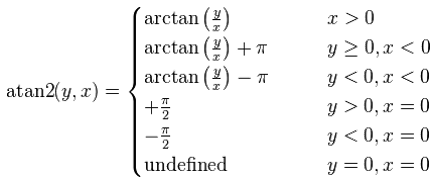 atan2(y, x) =
arctan(y/x) x > 0
arctan(y/x) + π y ≥ 0, x < 0
arctan(y/x) − π y < 0, x < 0
+π/2 y > 0, x = 0
−π/2 y < 0, x = 0
undefined y = 0, x = 0